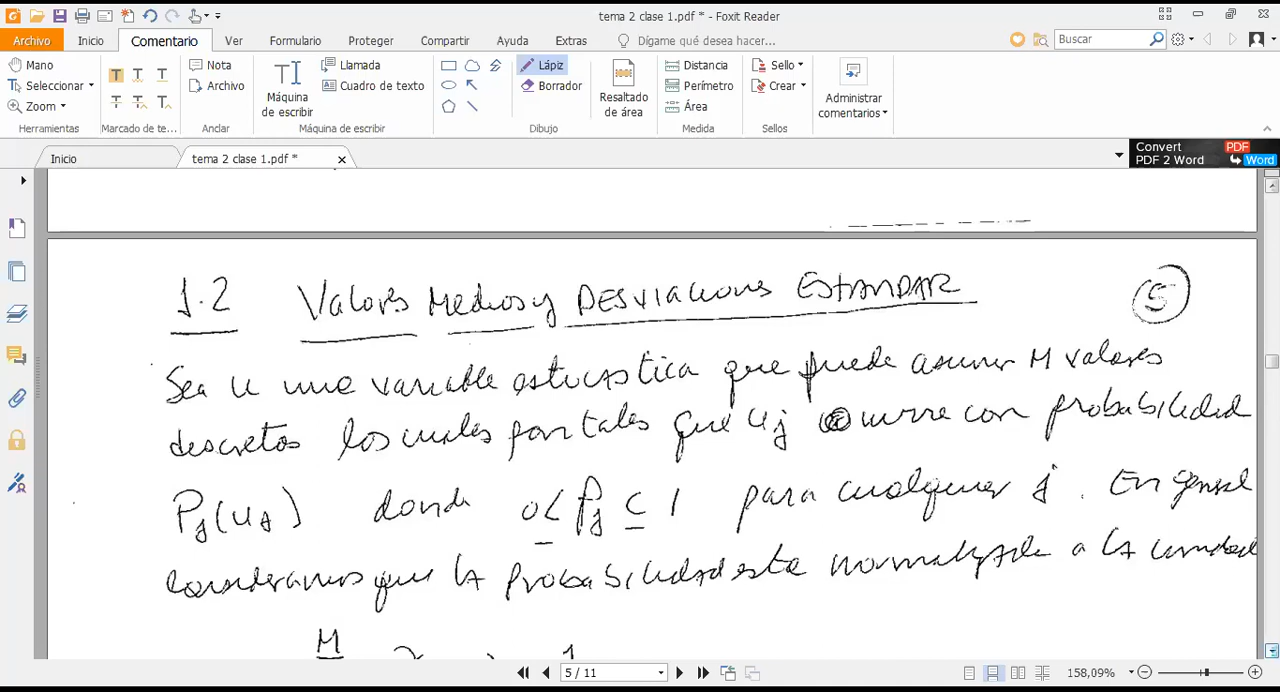 tema 2 clase 1.pdf * - Foxit Reader
Archivo Inicio Comentario Ver Formulario Proteger Compartir Ayuda Extras Dígame qué desea hacer... Buscar
Mano
Seleccionar
Zoom
Herramientas
T T T
T T T
Marcado de te...
Nota
Archivo
Anclar
Máquina de escribir
Llamada
Cuadro de texto
Máquina de escribir
Lápiz
Borrador
Dibujo
Resaltado de área
Distancia
Perímetro
Área
Medida
Sello
Crear
Sellos
Administrar comentarios
Inicio tema 2 clase 1.pdf *
Convert PDF
PDF 2 Word Word
1.2 Valores Medios y DESVIACIONES ESTANDAR 5
Sea u una variable estocastica que puede asumir M valores
discretos los cuales son tales que uj ocurre con probabilidad
Pj(uj) donde 0 ≤ Pj ≤ 1 para cualquier j. En general
consideramos que la probabilidad este normalizada a la unidad
M
1
5 / 11
158,09%